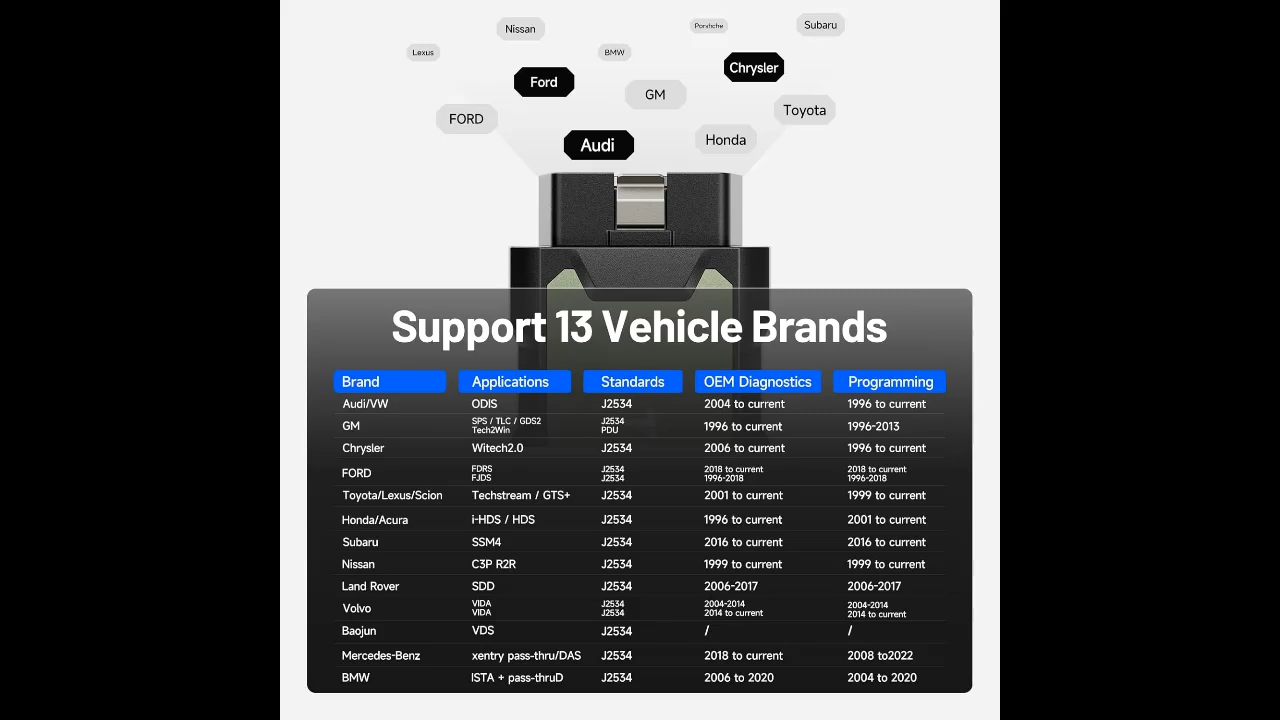 Nissan
Porshche
Subaru
Lexus
BMW
Chrysler
Ford
GM
Toyota
FORD
Honda
Audi
Support 13 Vehicle Brands
Brand Applications Standards OEM Diagnostics Programming
Audi/VW ODIS J2534 2004 to current 1996 to current
GM SPS / TLC / GDS2 J2534 1996 to current 1996-2013
Tech2Win PDU
Chrysler Witech2.0 J2534 2006 to current 1996 to current
FORD FDRS J2534 2018 to current 2018 to current
FJDS J2534 1996-2018 1996-2018
Toyota/Lexus/Scion Techstream / GTS+ J2534 2001 to current 1999 to current
Honda/Acura i-HDS / HDS J2534 1996 to current 2001 to current
Subaru SSM4 J2534 2016 to current 2016 to current
Nissan C3P R2R J2534 1999 to current 1999 to current
Land Rover SDD J2534 2006-2017 2006-2017
Volvo VIDA J2534 2004-2014 2004-2014
VIDA J2534 2014 to current 2014 to current
Baojun VDS J2534 / /
Mercedes-Benz xentry pass-thru/DAS J2534 2018 to current 2008 to2022
BMW ISTA + pass-thruD J2534 2006 to 2020 2004 to 2020